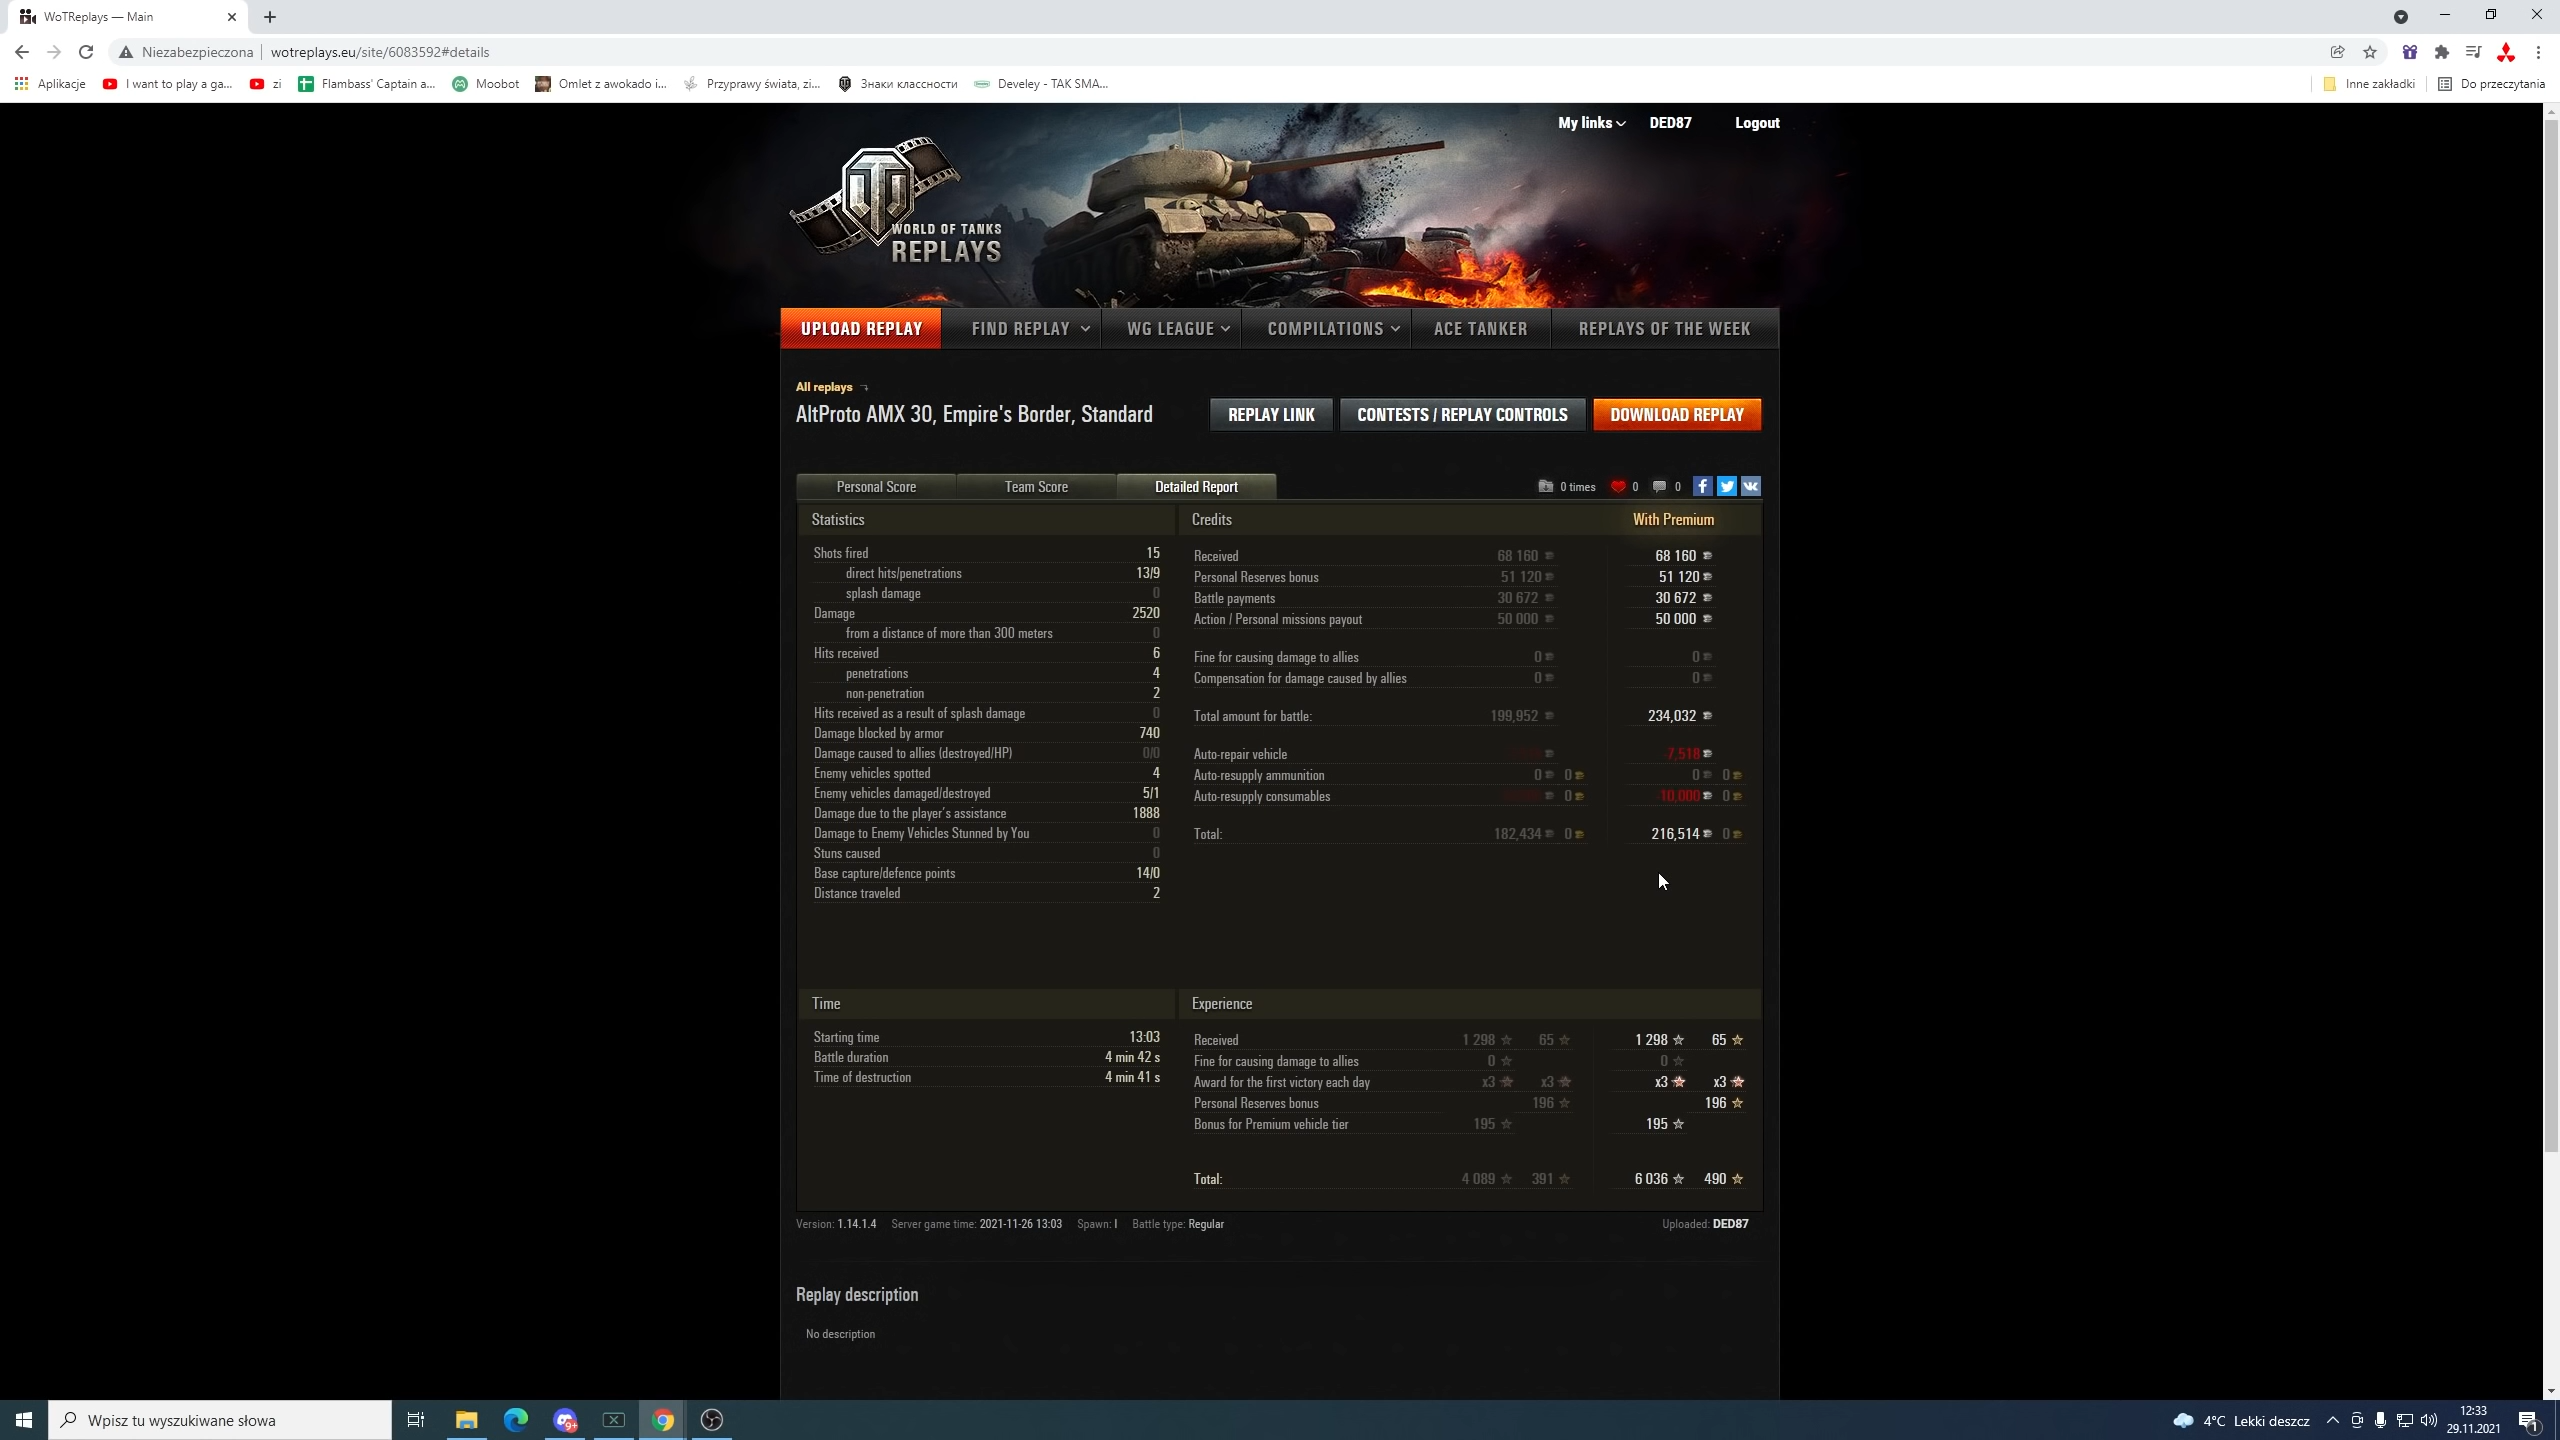 WoTReplays — Main
Niezabezpieczona | wotreplays.eu/site/6083592#details
Aplikacje I want to play a ga... zi Flambass' Captain a... Moobot Omlet z awokado i... Przyprawy świata, zi... Знаки классности Develey - TAK SMA... Inne zakładki Do przeczytania
My links DED87 Logout
WORLD OF TANKS
REPLAYS
UPLOAD REPLAY FIND REPLAY WG LEAGUE COMPILATIONS ACE TANKER REPLAYS OF THE WEEK
All replays
AltProto AMX 30, Empire's Border, Standard REPLAY LINK CONTESTS / REPLAY CONTROLS DOWNLOAD REPLAY
Personal Score Team Score Detailed Report 0 times 0 0
Statistics
Shots fired 15
direct hits/penetrations 13/9
splash damage 0
Damage 2520
from a distance of more than 300 meters 0
Hits received 6
penetrations 4
non-penetration 2
Hits received as a result of splash damage 0
Damage blocked by armor 740
Damage caused to allies (destroyed/HP) 0/0
Enemy vehicles spotted 4
Enemy vehicles damaged/destroyed 5/1
Damage due to the player's assistance 1888
Damage to Enemy Vehicles Stunned by You 0
Stuns caused 0
Base capture/defence points 14/0
Distance traveled 2
Credits With Premium
Received 68 160 68 160
Personal Reserves bonus 51 120 51 120
Battle payments 30 672 30 672
Action / Personal missions payout 50 000 50 000
Fine for causing damage to allies 0 0
Compensation for damage caused by allies 0 0
Total amount for battle: 199,952 234,032
Auto-repair vehicle -7,518
Auto-resupply ammunition 0 0 0 0
Auto-resupply consumables 0 -10,000 0
Total: 182,434 0 216,514 0
Time
Starting time 13:03
Battle duration 4 min 42 s
Time of destruction 4 min 41 s
Experience
Received 1 298 65 1 298 65
Fine for causing damage to allies 0 0
Award for the first victory each day x3 x3 x3 x3
Personal Reserves bonus 196 196
Bonus for Premium vehicle tier 195 195
Total: 4 089 391 6 036 490
Version: 1.14.1.4 Server game time: 2021-11-26 13:03 Spawn: I Battle type: Regular Uploaded: DED87
Replay description
No description
Wpisz tu wyszukiwane słowa 9+ 4°C Lekki deszcz 12:33
29.11.2021 1